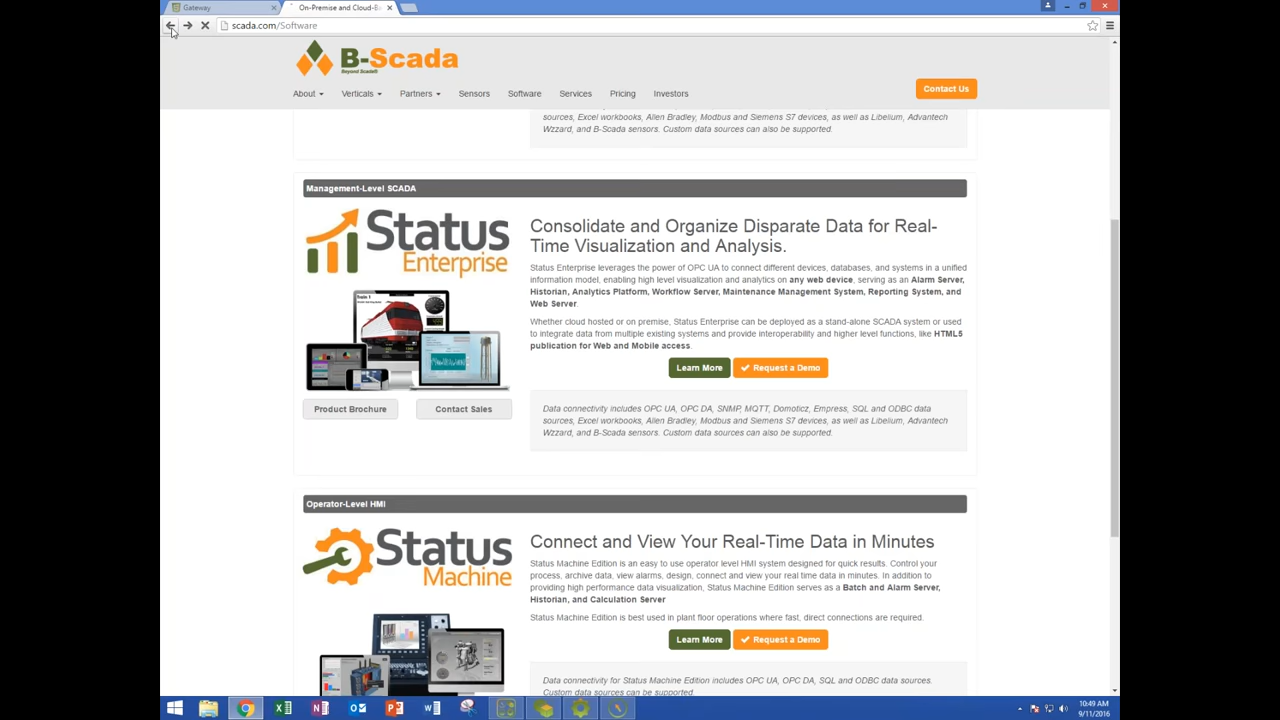 Gateway
On-Premise and Cloud-Ba
scada.com/Software
B-Scada
Beyond Scada®
About
Verticals
Partners
Sensors
Software
Services
Pricing
Investors
Contact Us
sources, Excel workbooks, Allen Bradley, Modbus and Siemens S7 devices, as well as Libelium, Advantech
Wzzard, and B-Scada sensors. Custom data sources can also be supported.
Management-Level SCADA
Status
Enterprise
Train 1
Product Brochure
Contact Sales
Consolidate and Organize Disparate Data for Real-
Time Visualization and Analysis.
Status Enterprise leverages the power of OPC UA to connect different devices, databases, and systems in a unified
information model, enabling high level visualization and analytics on any web device, serving as an Alarm Server,
Historian, Analytics Platform, Workflow Server, Maintenance Management System, Reporting System, and
Web Server.
Whether cloud hosted or on premise, Status Enterprise can be deployed as a stand-alone SCADA system or used
to integrate data from multiple existing systems and provide interoperability and higher level functions, like HTML5
publication for Web and Mobile access.
Learn More
Request a Demo
Data connectivity includes OPC UA, OPC DA, SNMP, MQTT, Domoticz, Empress, SQL and ODBC data
sources, Excel workbooks, Allen Bradley, Modbus and Siemens S7 devices, as well as Libelium, Advantech
Wzzard, and B-Scada sensors. Custom data sources can also be supported.
Operator-Level HMI
Status
Machine
Connect and View Your Real-Time Data in Minutes
Status Machine Edition is an easy to use operator level HMI system designed for quick results. Control your
process, archive data, view alarms, design, connect and view your real time data in minutes. In addition to
providing high performance data visualization, Status Machine Edition serves as a Batch and Alarm Server,
Historian, and Calculation Server
Status Machine Edition is best used in plant floor operations where fast, direct connections are required.
Learn More
Request a Demo
Data connectivity for Status Machine Edition includes OPC UA, OPC DA, SQL and ODBC data sources.
Custom data sources can be supported.
10:49 AM
9/11/2016